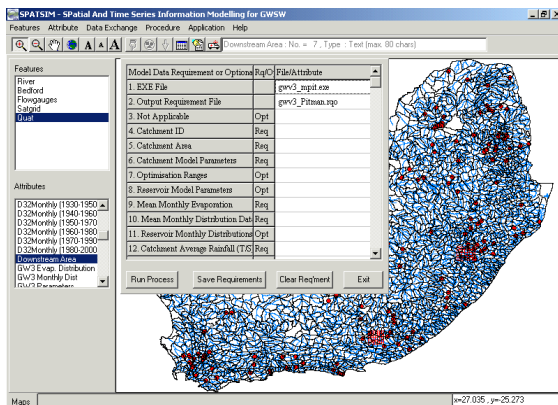 SPATSIM - SPatial And Time Series Information Modelling for GWSW
Features Attribute Data Exchange Procedure Application Help
A A A Downstream Area : No. = 7 , Type : Text (max. 80 chars)
Features
River
Bedford
Flowgauges
Satgrid
Quat
Attributes
D32Monthly (1930-1950
D32Monthly (1940-1960
D32Monthly (1950-1970
D32Monthly (1960-1980
D32Monthly (1970-1990
D32Monthly (1980-2000
Downstream Area
GW3 Evap. Distribution
GW3 Monthly Dist
GW3 Parameters
Model Data Requirement or Optiona Rq/O File/Attribute
1. EXE File gwv3_mpit.exe
2. Output Requirement File gwv3_Pitman.rqo
3. Not Applicable Opt
4. Catchment ID Req
5. Catchment Area Req
6. Catchment Model Parameters Req
7. Optimisation Ranges Opt
8. Reservoir Model Parameters Opt
9. Mean Monthly Evaporation Req
10. Mean Monthly Distribution Dat Req
11. Reservoir Monthly Distributions Opt
12. Catchment Average Rainfall (T/S Req
Run Process Save Requirements Clear Req'ment Exit
Maps x=27.035 , y=-25.273